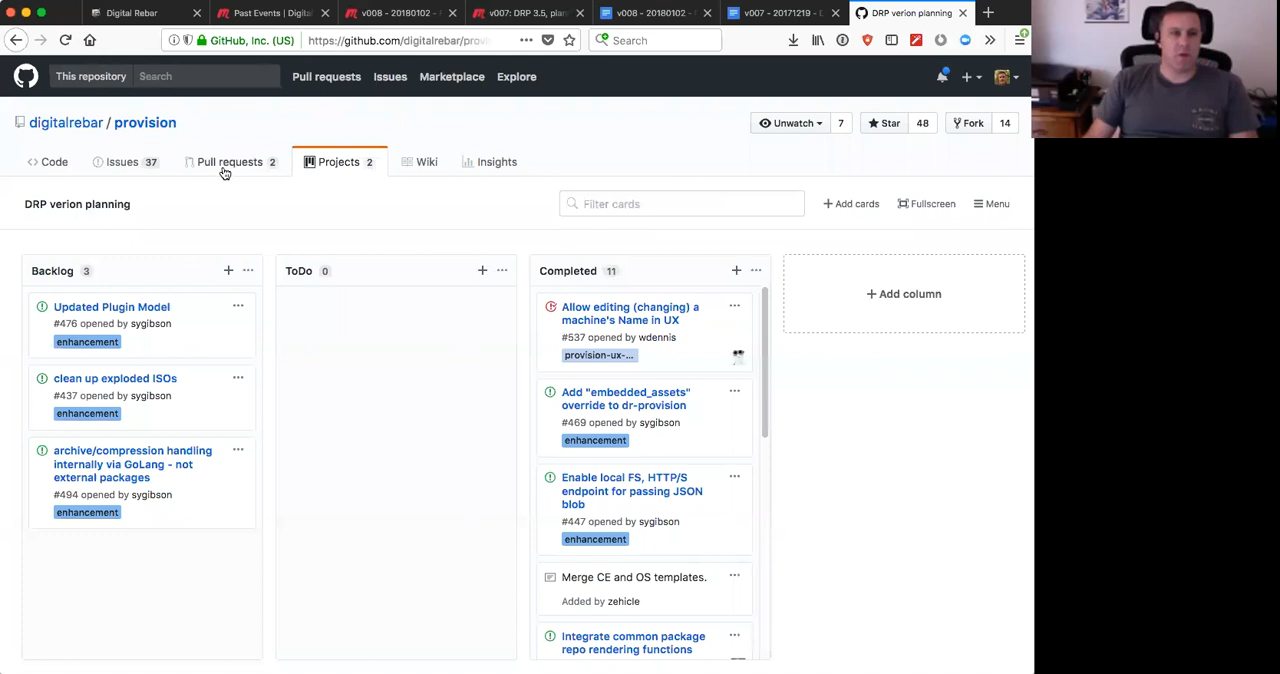 Digital Rebar
Past Events | Digit
v008 - 20180102 -
v007: DRP 3.5, plan
v008 - 20180102 -
v007 - 20171219 -
DRP verion planning
GitHub, Inc. (US)
https://github.com/digitalrebar/provi
Search
This repository
Search
Pull requests
Issues
Marketplace
Explore
digitalrebar / provision
Unwatch 7
Star 48
Fork 14
Code
Issues 37
Pull requests 2
Projects 2
Wiki
Insights
DRP verion planning
Filter cards
+ Add cards
Fullscreen
Menu
Backlog 3
Updated Plugin Model
#476 opened by sygibson
enhancement
clean up exploded ISOs
#437 opened by sygibson
enhancement
archive/compression handling
internally via GoLang - not
external packages
#494 opened by sygibson
enhancement
ToDo 0
Completed 11
Allow editing (changing) a
machine's Name in UX
#537 opened by wdennis
provision-ux-...
Add "embedded_assets"
override to dr-provision
#469 opened by sygibson
enhancement
Enable local FS, HTTP/S
endpoint for passing JSON
blob
#447 opened by sygibson
enhancement
Merge CE and OS templates.
Added by zehicle
Integrate common package
repo rendering functions
+ Add column